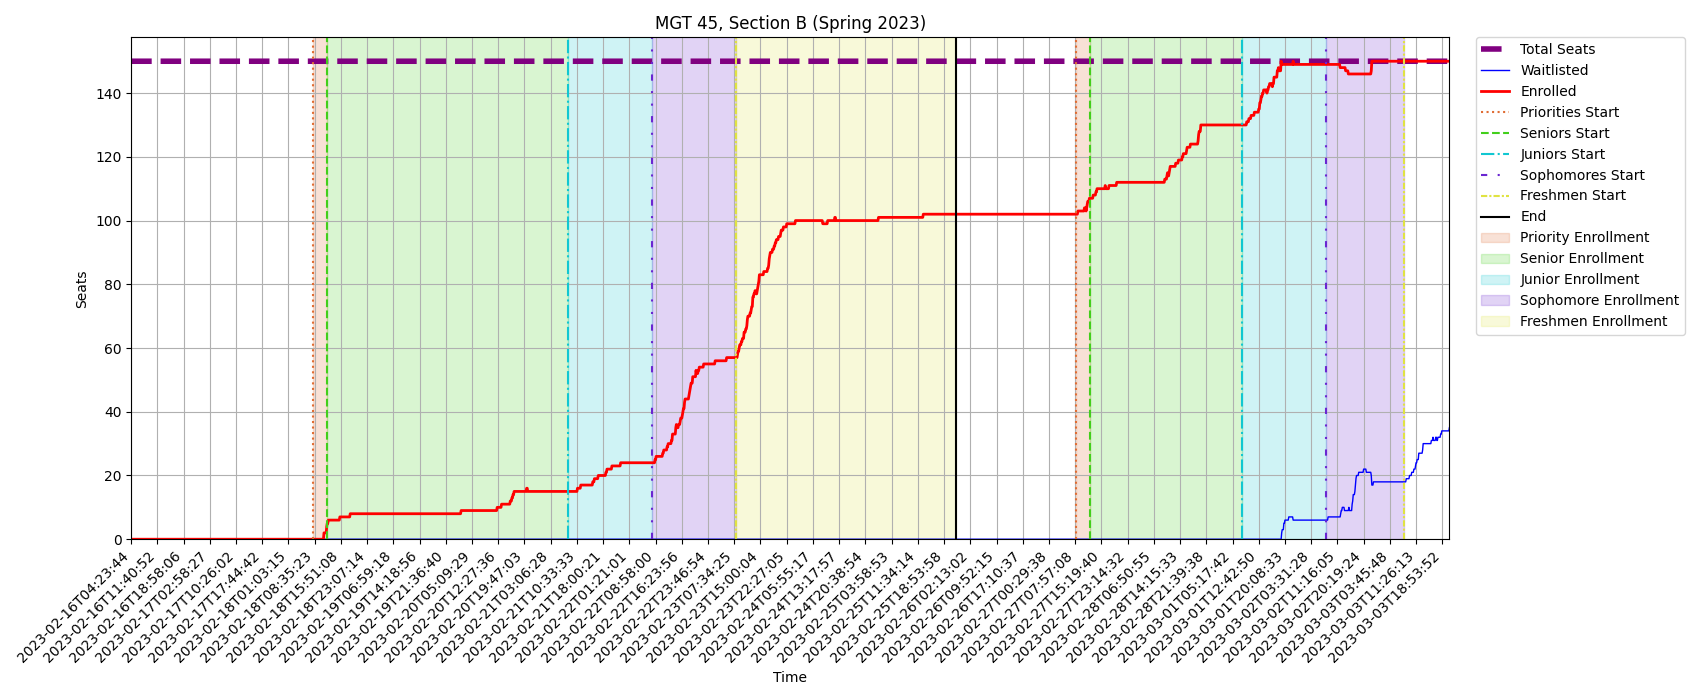 MGT 45, Section B (Spring 2023)
Seats
140
120
100
80
60
40
20
0
2023-02-16T04:23:44
2023-02-16T11:40:52
2023-02-16T18:58:06
2023-02-17T02:58:27
2023-02-17T10:26:02
2023-02-17T17:44:42
2023-02-18T01:03:15
2023-02-18T08:35:23
2023-02-18T15:51:08
2023-02-18T23:07:14
2023-02-19T06:59:18
2023-02-19T14:18:56
2023-02-19T21:36:40
2023-02-20T05:09:29
2023-02-20T12:27:36
2023-02-20T19:47:03
2023-02-21T03:06:28
2023-02-21T10:33:33
2023-02-21T18:00:21
2023-02-22T01:21:01
2023-02-22T08:58:00
2023-02-22T16:23:56
2023-02-22T23:46:54
2023-02-23T07:34:25
2023-02-23T15:00:04
2023-02-23T22:27:05
2023-02-24T05:55:17
2023-02-24T13:17:57
2023-02-24T20:38:54
2023-02-25T03:58:53
2023-02-25T11:34:14
2023-02-25T18:53:58
2023-02-26T02:13:02
2023-02-26T09:52:15
2023-02-26T17:10:37
2023-02-27T00:29:38
2023-02-27T07:57:08
2023-02-27T15:19:40
2023-02-27T23:14:32
2023-02-28T06:50:55
2023-02-28T14:15:33
2023-02-28T21:39:38
2023-03-01T05:17:42
2023-03-01T12:42:50
2023-03-01T20:08:33
2023-03-02T03:31:28
2023-03-02T11:16:05
2023-03-02T20:19:24
2023-03-03T03:45:48
2023-03-03T11:26:13
2023-03-03T18:53:52
Time
Total Seats
Waitlisted
Enrolled
Priorities Start
Seniors Start
Juniors Start
Sophomores Start
Freshmen Start
End
Priority Enrollment
Senior Enrollment
Junior Enrollment
Sophomore Enrollment
Freshmen Enrollment